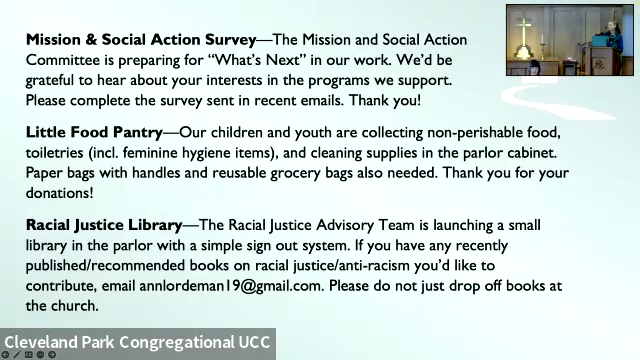 Mission & Social Action Survey—The Mission and Social Action
Committee is preparing for “What’s Next” in our work. We’d be
grateful to hear about your interests in the programs we support.
Please complete the survey sent in recent emails. Thank you!
Little Food Pantry—Our children and youth are collecting non-perishable food,
toiletries (incl. feminine hygiene items), and cleaning supplies in the parlor cabinet.
Paper bags with handles and reusable grocery bags also needed. Thank you for your
donations!
Racial Justice Library—The Racial Justice Advisory Team is launching a small
library in the parlor with a simple sign out system. If you have any recently
published/recommended books on racial justice/anti-racism you’d like to
contribute, email annlordeman19@gmail.com. Please do not just drop off books at
the church.
Cleveland Park Congregational UCC